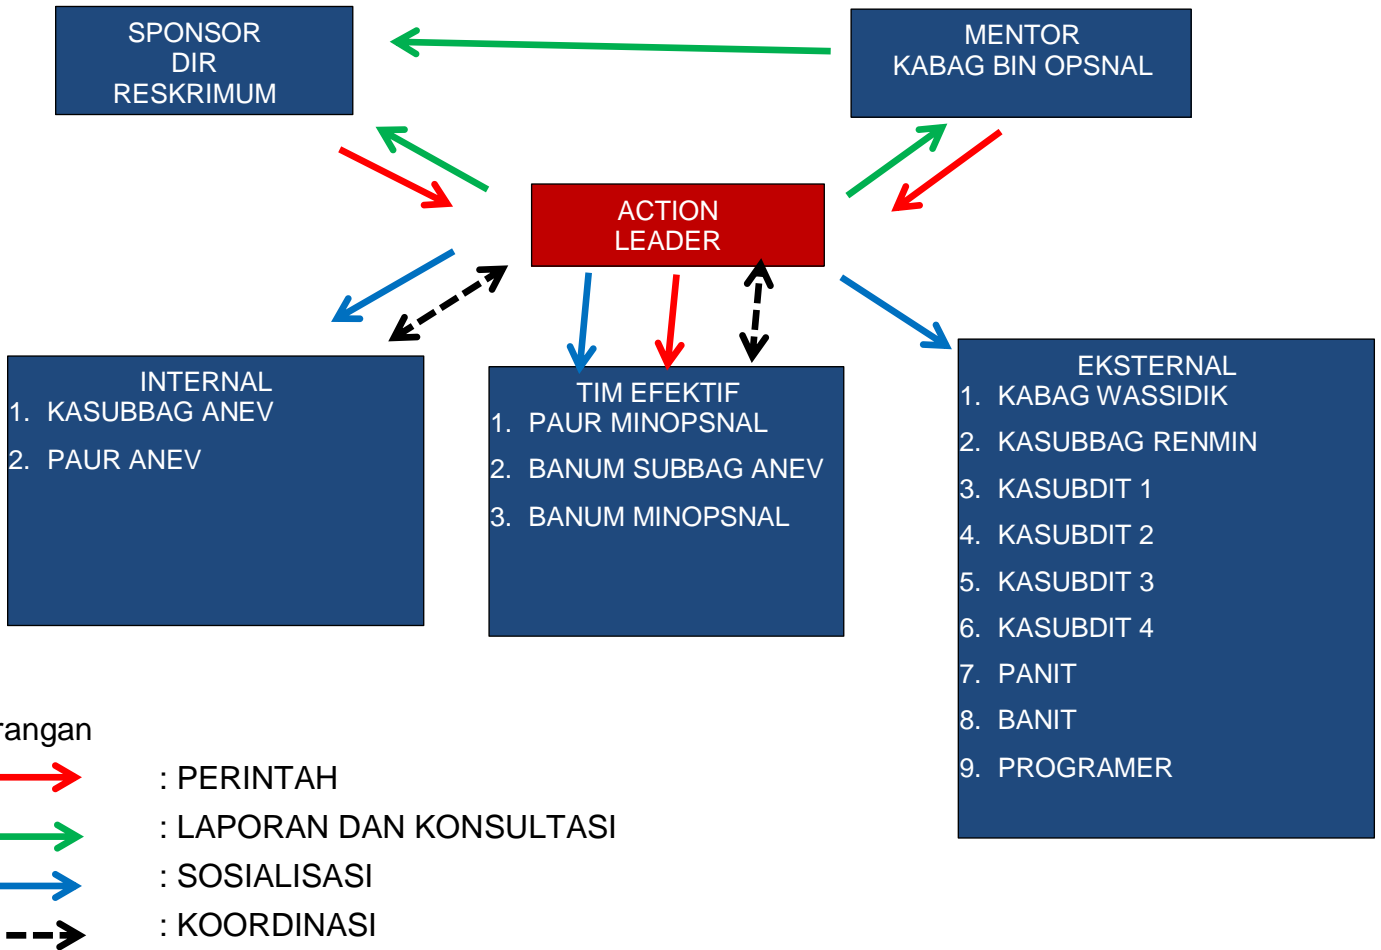 SPONSOR
DIR
RESKRIMUM
MENTOR
KABAG BIN OPSNAL
ACTION
LEADER
INTERNAL
1. KASUBBAG ANEV
2. PAUR ANEV
TIM EFEKTIF
1. PAUR MINOPSNAL
2. BANUM SUBBAG ANEV
3. BANUM MINOPSNAL
EKSTERNAL
1. KABAG WASSIDIK
2. KASUBBAG RENMIN
3. KASUBDIT 1
4. KASUBDIT 2
5. KASUBDIT 3
6. KASUBDIT 4
7. PANIT
8. BANIT
9. PROGRAMER
rangan
: PERINTAH
: LAPORAN DAN KONSULTASI
: SOSIALISASI
: KOORDINASI